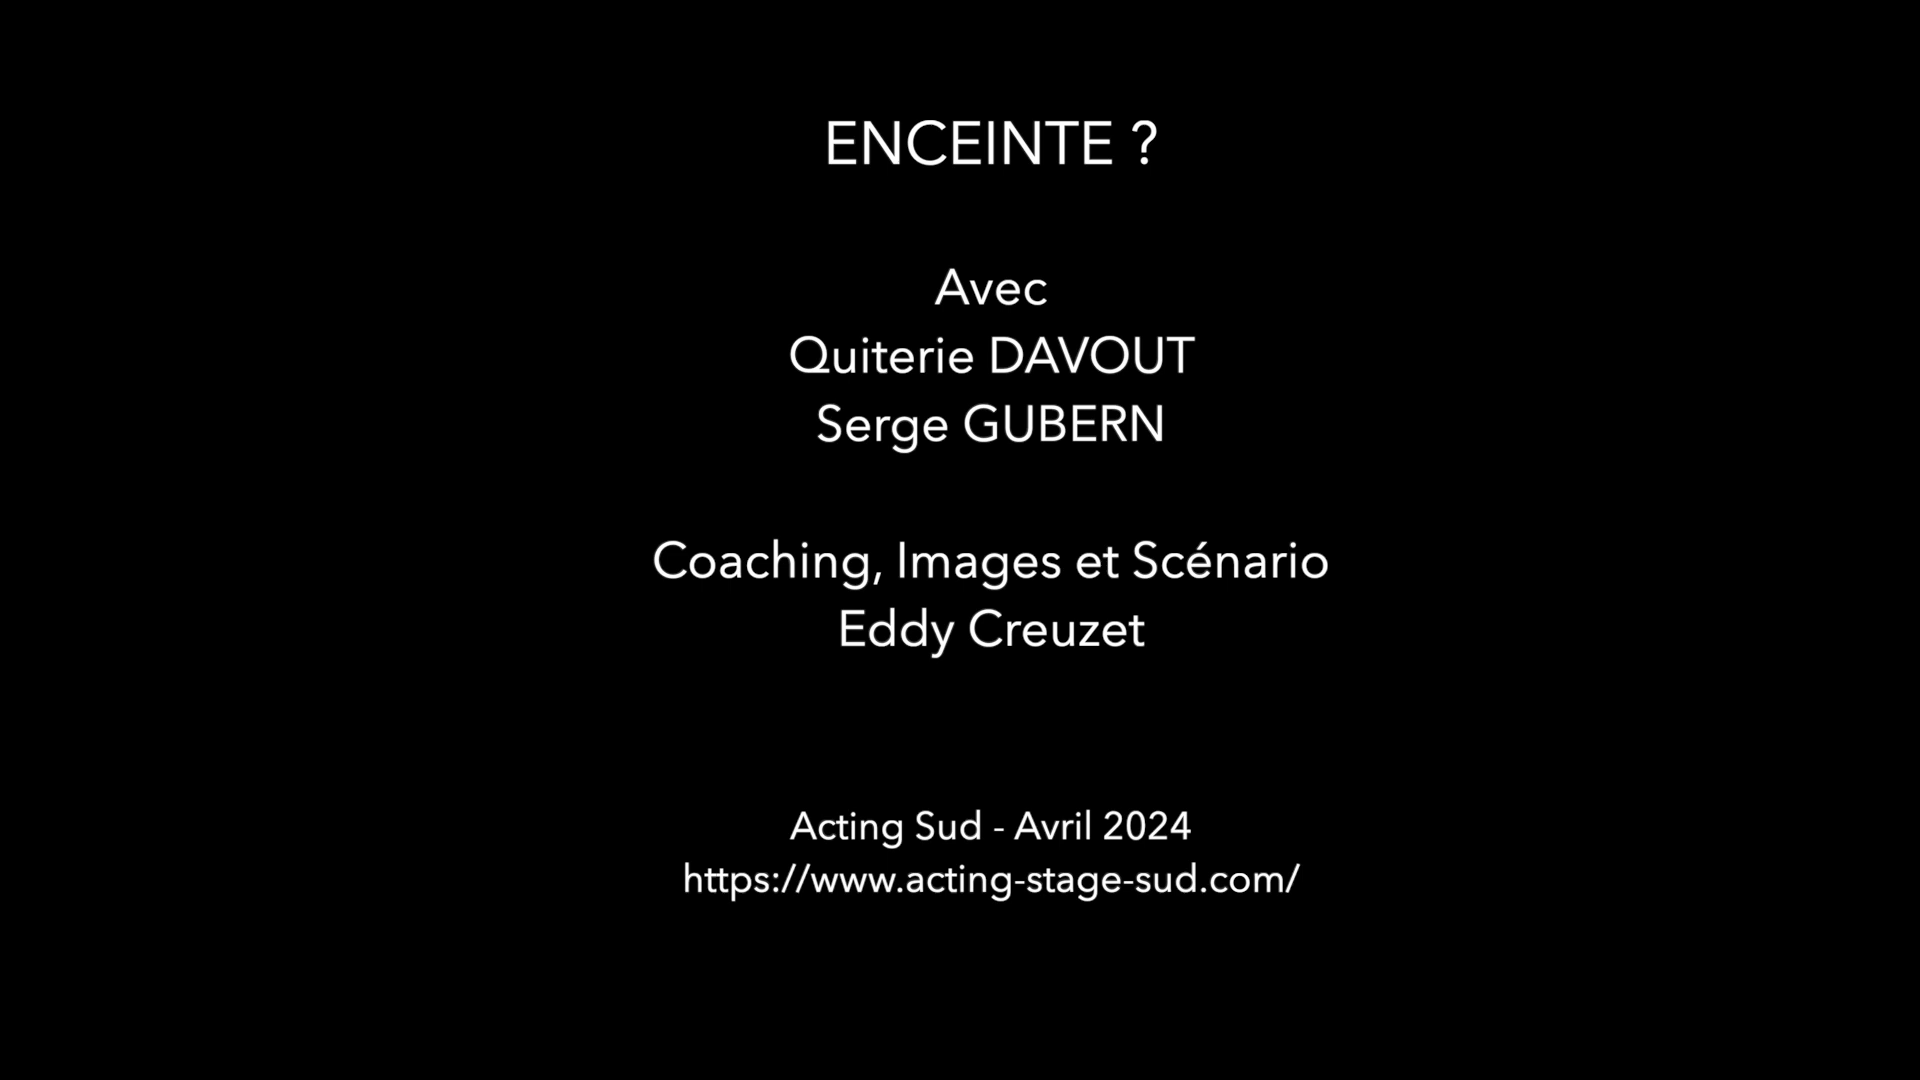 ENCEINTE ?
Avec
Quiterie DAVOUT
Serge GUBERN
Coaching, Images et Scénario
Eddy Creuzet
Acting Sud - Avril 2024
https://www.acting-stage-sud.com/